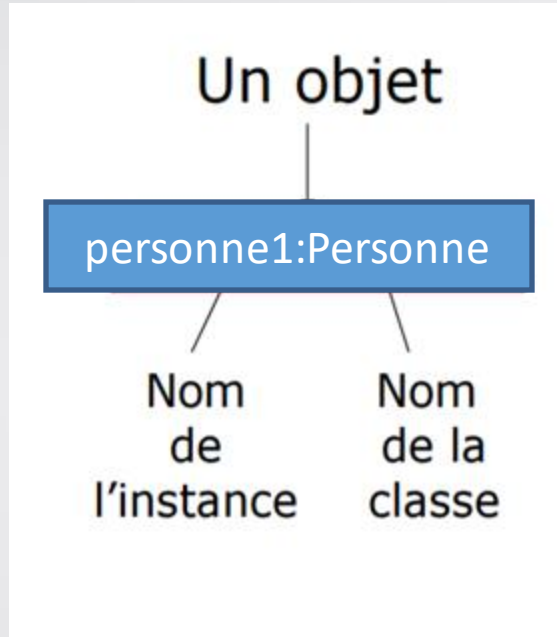 Un objet
personne1:Personne
Nom
de
l'instance
Nom
de la
classe